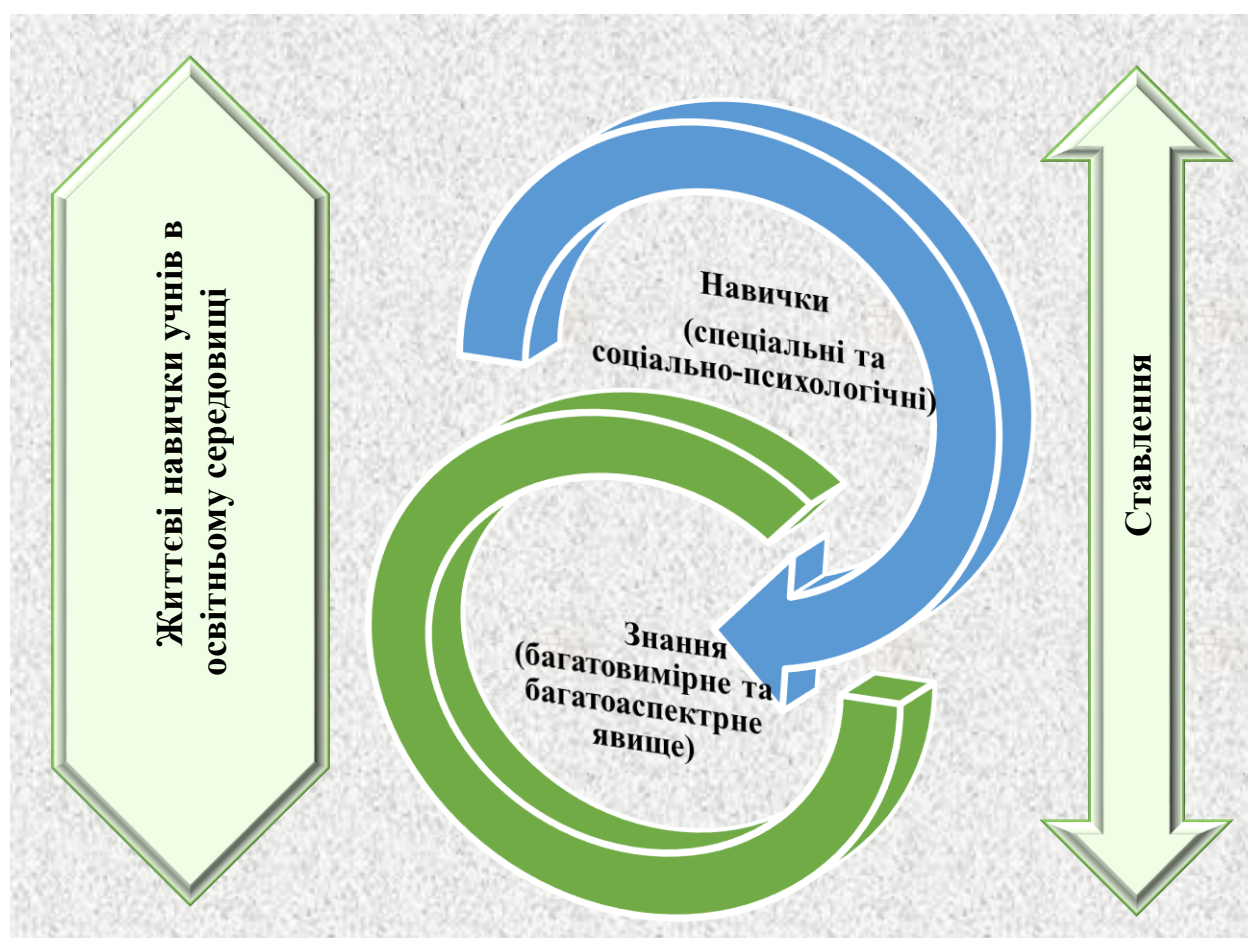 Життєві навички учнів в
освітньому середовищі
Навички
(спеціальні та
соціально-психологічні)
Знання
(багатовимірне та
багатоаспектрне
явище)
Ставлення